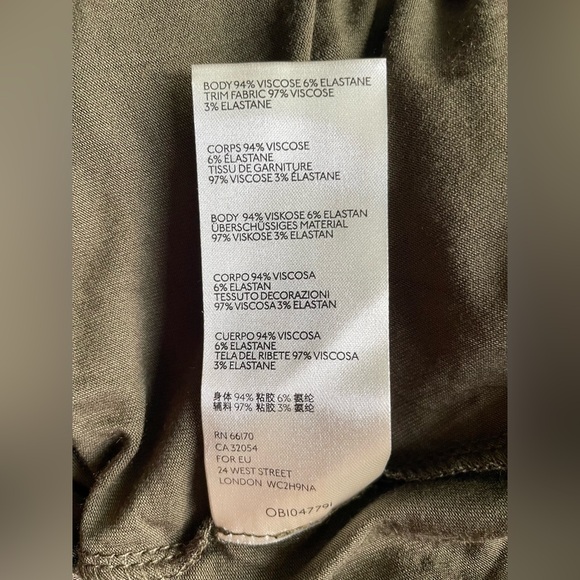 BODY 94% VISCOSE 6% ELASTANE
TRIM FABRIC 97% VISCOSE
3% ELASTANE
CORPS 94% VISCOSE
6% ÉLASTANE
TISSU DE GARNITURE
97% VISCOSE 3% ÉLASTANE
BODY 94% VISKOSE 6% ELASTAN
ÜBERSCHÜSSIGES MATERIAL
97% VISKOSE 3% ELASTAN
CORPO 94% VISCOSA
6% ELASTAN
TESSUTO DECORAZIONI
97% VISCOSA 3% ELASTAN
CUERPO 94% VISCOSA
6% ELASTANE
TELA DEL RIBETE 97% VISCOSA
3% ELASTANE
身体 94% 粘胶 6% 氨纶
辅料 97% 粘胶 3% 氨纶
RN 66170
CA 32054
FOR EU
24 WEST STREET
LONDON WC2H9NA